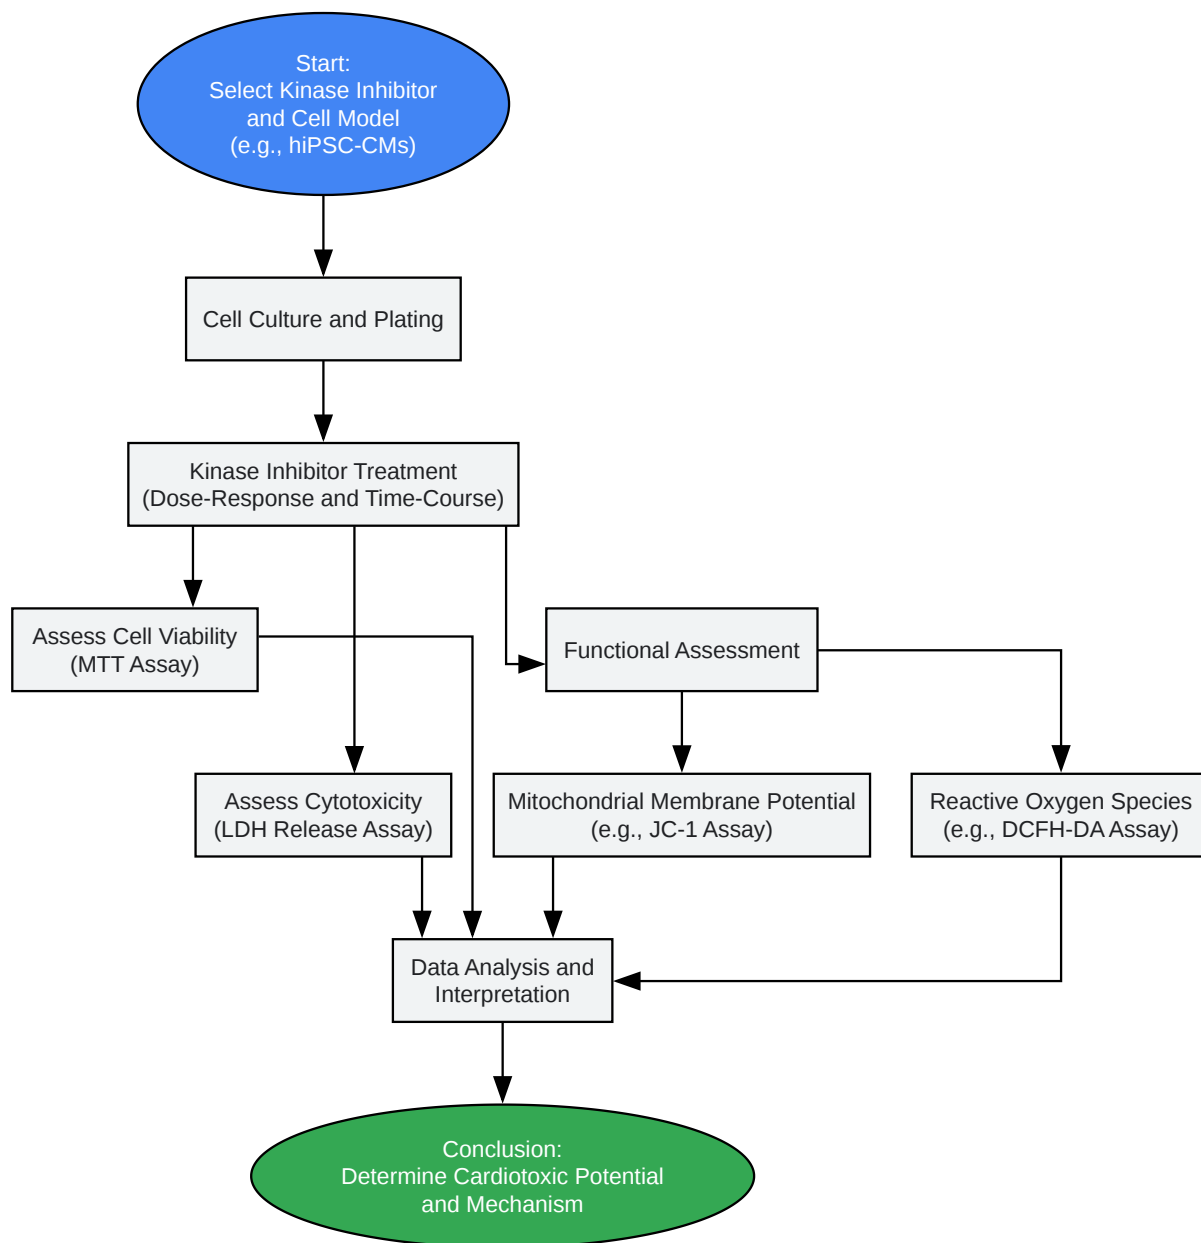 Start:
Select Kinase Inhibitor
and Cell Model
(e.g., hiPSC-CMs)
Cell Culture and Plating
Kinase Inhibitor Treatment
(Dose-Response and Time-Course)
Assess Cell Viability
(MTT Assay)
Functional Assessment
Assess Cytotoxicity
(LDH Release Assay)
Mitochondrial Membrane Potential
(e.g., JC-1 Assay)
Reactive Oxygen Species
(e.g., DCFH-DA Assay)
Data Analysis and
Interpretation
Conclusion:
Determine Cardiotoxic Potential
and Mechanism